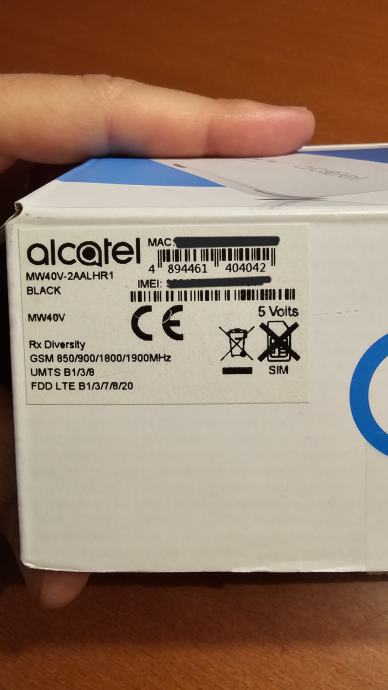 alcatel
alcatel MAC:
4 894461 404042
MW40V-2AALHR1
BLACK IMEI:
MW40V CE 5 Volts
Rx Diversity
GSM 850/900/1800/1900MHz
UMTS B1/3/8 SIM
FDD LTE B1/3/7/8/20